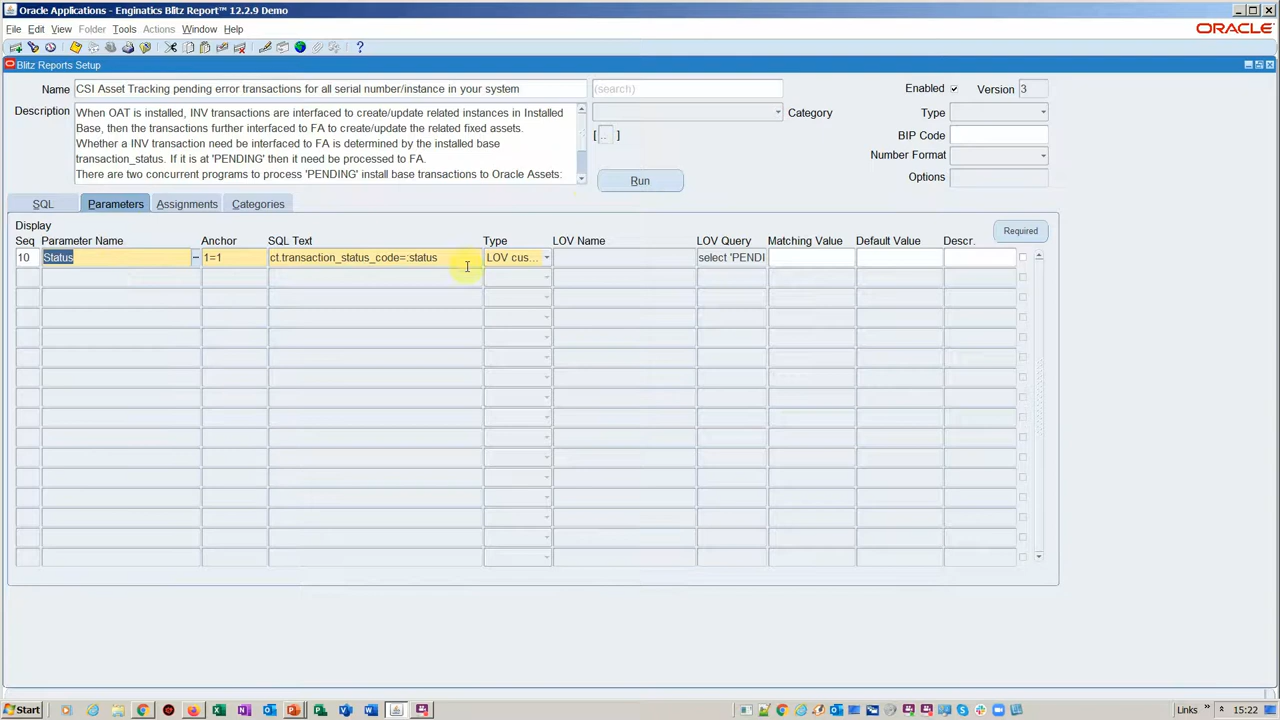 Oracle Applications - Enginatics Blitz Report™ 12.2.9 Demo
File Edit View Folder Tools Actions Window Help
ORACLE
Blitz Reports Setup
Name CSI Asset Tracking pending error transactions for all serial number/instance in your system (search) Enabled Version 3
Description When OAT is installed, INV transactions are interfaced to create/update related instances in Installed Category Type
Base, then the transactions further interfaced to FA to create/update the related fixed assets.
[ .. ] BIP Code
Whether a INV transaction need be interfaced to FA is determined by the installed base
transaction_status. If it is at 'PENDING' then it need be processed to FA. Number Format
There are two concurrent programs to process 'PENDING' install base transactions to Oracle Assets: Run Options
SQL Parameters Assignments Categories
Display Required
Seq Parameter Name Anchor SQL Text Type LOV Name LOV Query Matching Value Default Value Descr.
10 Status 1=1 ct.transaction_status_code=:status LOV cus... select 'PENDI
Start Links 15:22